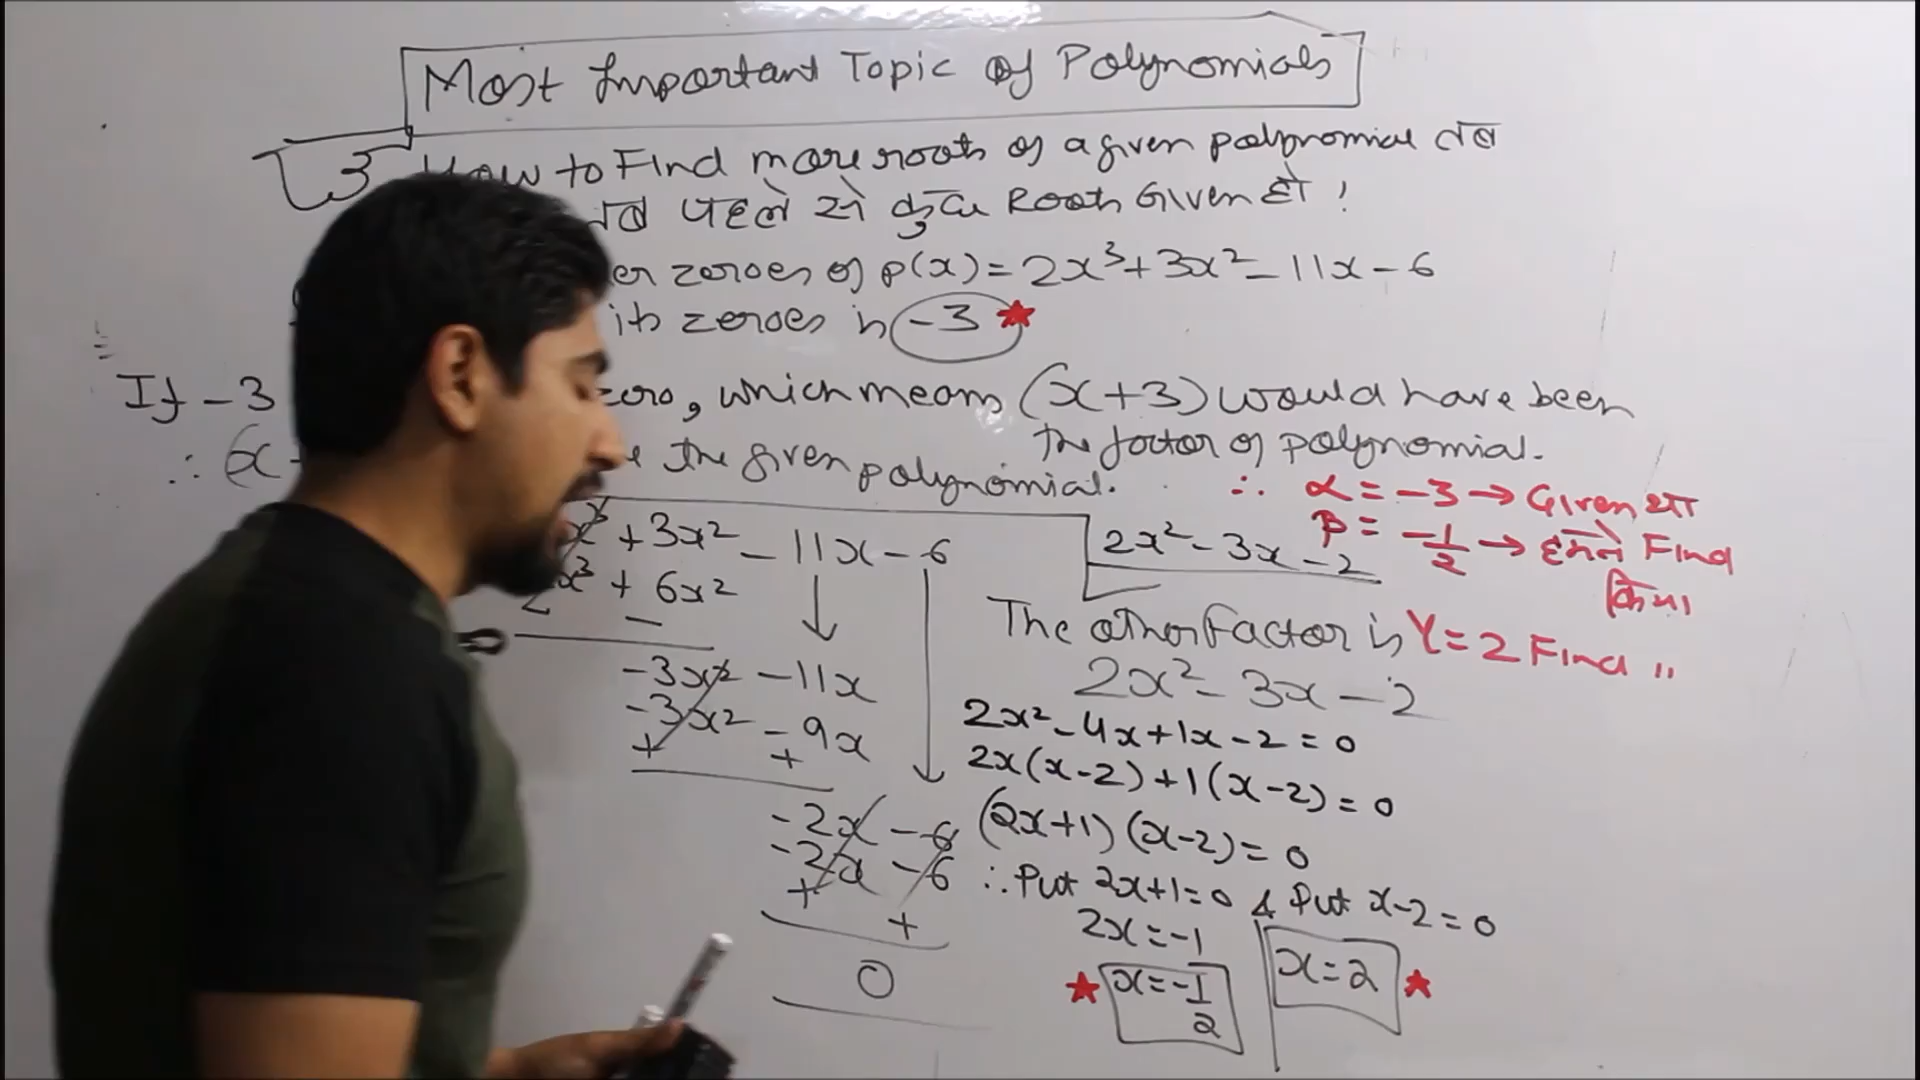 Most Important Topic of Polynomials
3 How to Find more roots of a given polynomial तब
जब पहले से कुछ Roots Given हो !
er zeroes of p(x) = 2x³ + 3x² - 11x - 6
its zeroes is -3
If -3 zero, which means (x+3) would have been
the factor of polynomial.
∴ (x e the given polynomial.
x³ + 3x² - 11x - 6
2x³ + 6x²
-
-3x² - 11x
-3x² - 9x
+ +
-2x - 6
-2x - 6
+ +
0
2x² - 3x - 2
The other Factor is
2x² - 3x - 2
2x² - 4x + 1x - 2 = 0
2x(x-2) + 1(x-2) = 0
(2x+1) (x-2) = 0
∴ Put 2x+1=0 & Put x-2=0
2x = -1
x = -1/2
x = 2
∴ α = -3 → Given था
β = -1/2 → हमने Find
किया
γ = 2 Find "